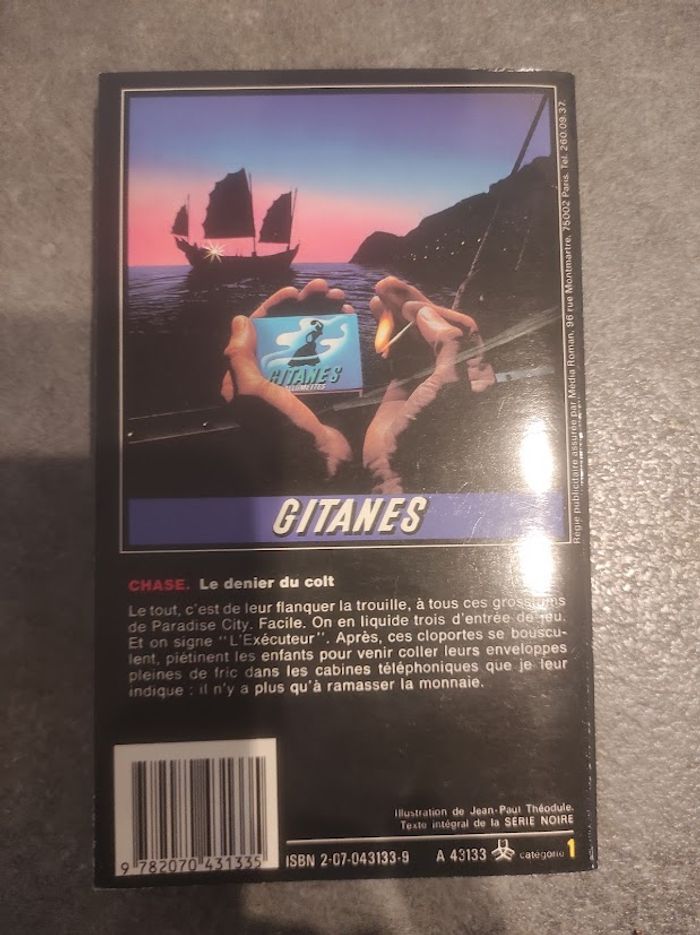 GITANES
ALLUMETTES
GITANES
Régie publicitaire assurée par Média Roman, 96 rue Montmartre, 75002 Paris. Tél. 260.09.37.
CHASE. Le denier du colt
Le tout, c'est de leur flanquer la trouille, à tous ces grossiums
de Paradise City. Facile. On en liquide trois d'entrée de jeu.
Et on signe "L'Exécuteur". Après, ces cloportes se bouscu-
lent, piétinent les enfants pour venir coller leurs enveloppes
pleines de fric dans les cabines téléphoniques que je leur
indique : il n'y a plus qu'à ramasser la monnaie.
Illustration de Jean-Paul Théodule.
Texte intégral de la SÉRIE NOIRE
9 782070 431335
ISBN 2-07-043133-9 A 43133 catégorie 1